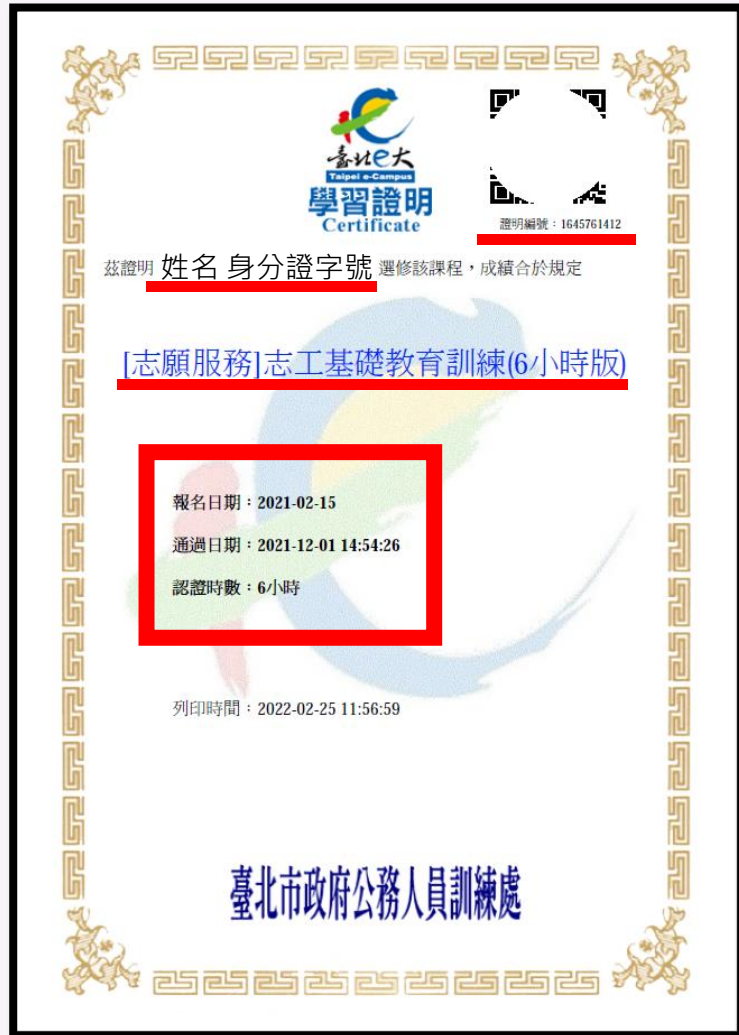 臺北e大
Taipei e-Campus
學習證明
Certificate
證明編號：1645761412
茲證明 姓名 身分證字號 選修該課程，成績合於規定
[志願服務]志工基礎教育訓練(6小時版)
報名日期：2021-02-15
通過日期：2021-12-01 14:54:26
認證時數：6小時
列印時間：2022-02-25 11:56:59
臺北市政府公務人員訓練處